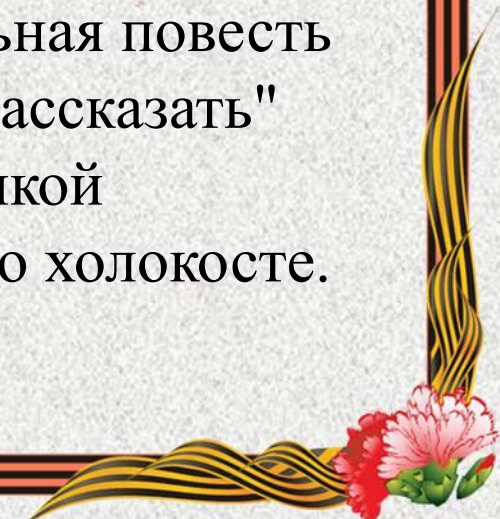 ьная повесть
ассказать"
кой
о холокосте.